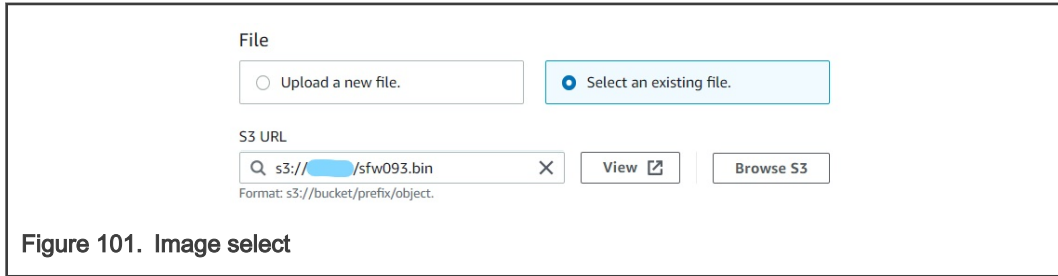 File
Upload a new file.
Select an existing file.
S3 URL
s3:// /sfw093.bin
View
Browse S3
Format: s3://bucket/prefix/object.
Figure 101. Image select